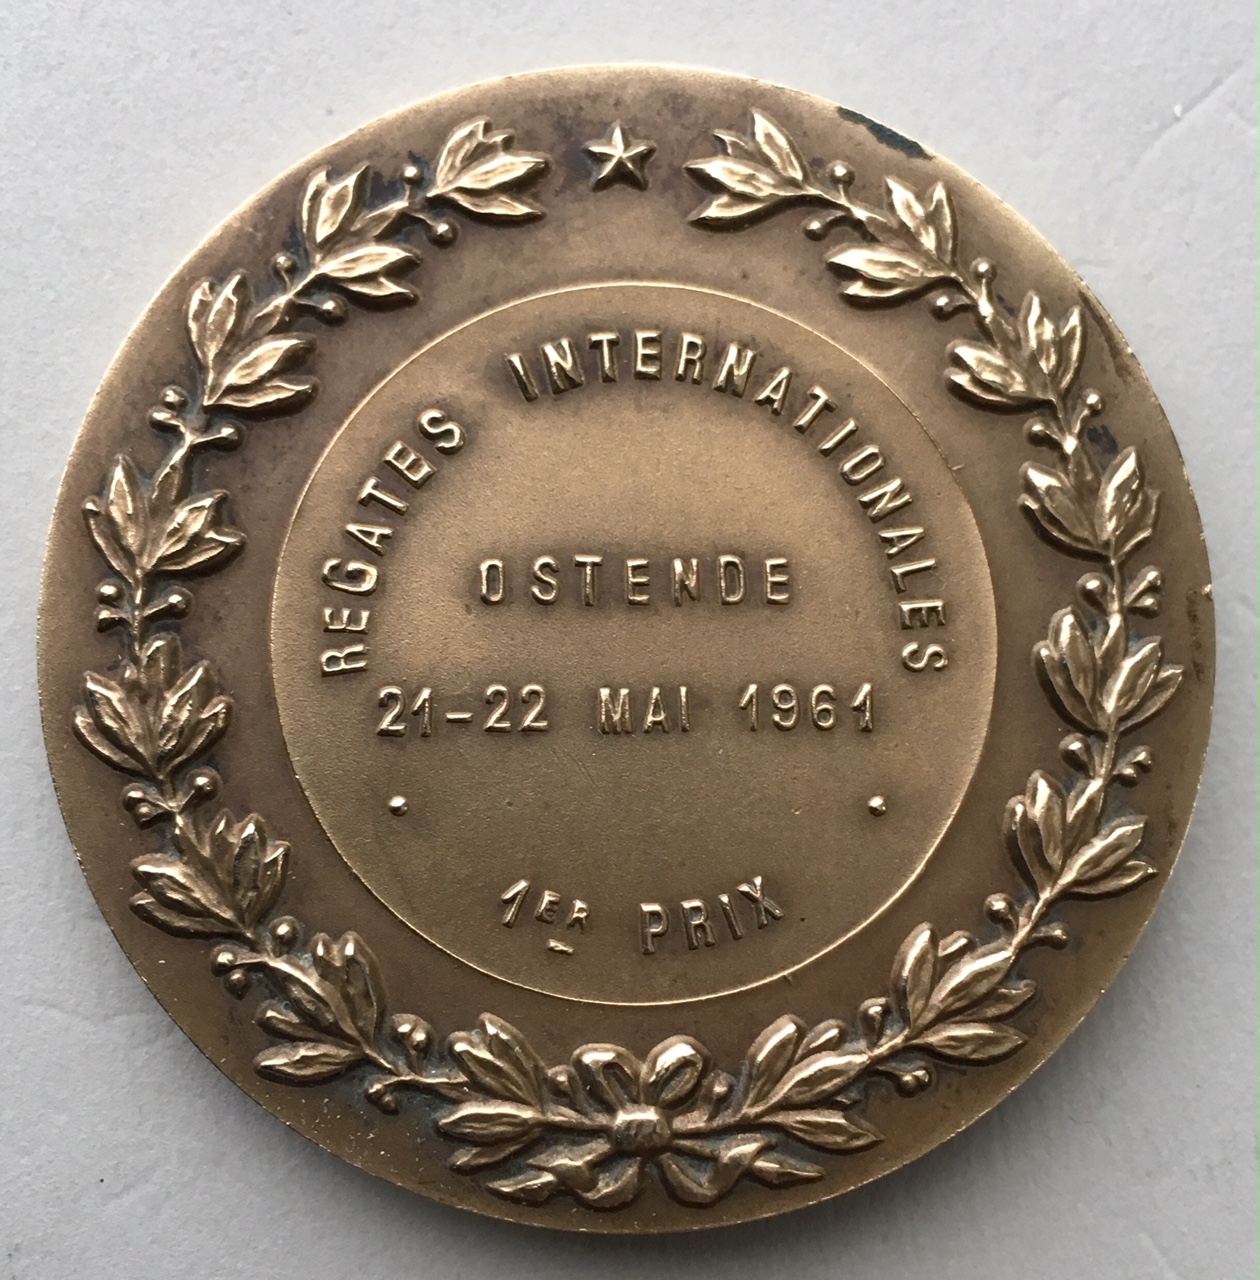 REGATES INTERNATIONALES
OSTENDE
21-22 MAI 1961
1ER PRIX